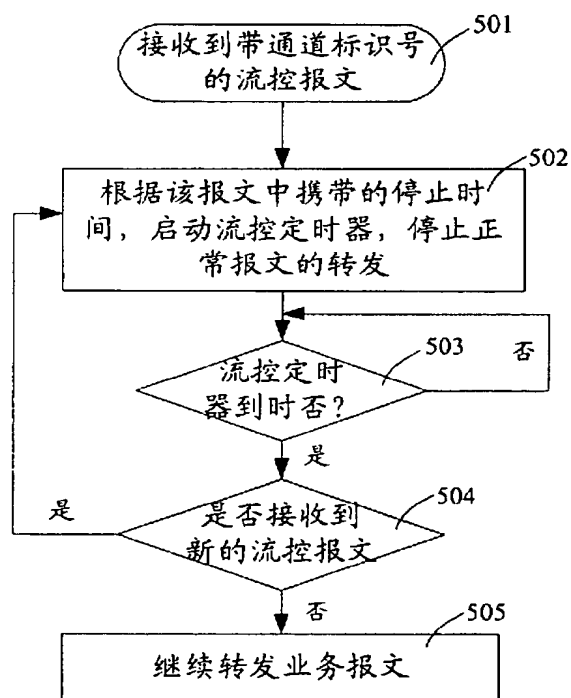 接收到带通道标识号
的流控报文
501
502
根据该报文中携带的停止时
间，启动流控定时器，停止正
常报文的转发
503
流控定时
器到时否？
否
是
504
是否接收到
新的流控报文
是
否
505
继续转发业务报文